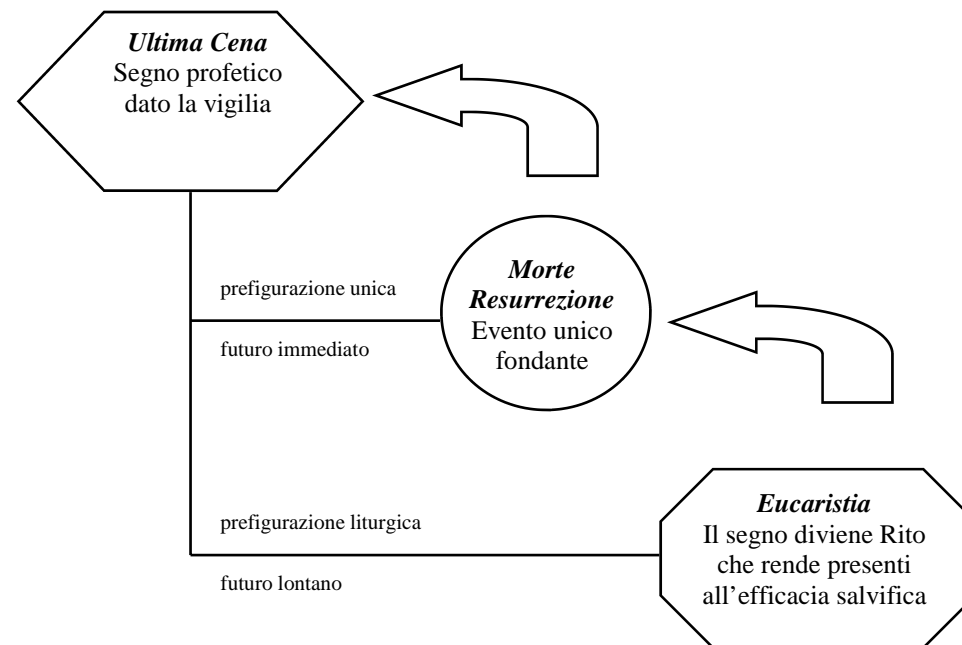 Ultima Cena
Segno profetico
dato la vigilia
prefigurazione unica
futuro immediato
Morte
Resurrezione
Evento unico
fondante
prefigurazione liturgica
futuro lontano
Eucaristia
Il segno diviene Rito
che rende presenti
all’efficacia salvifica